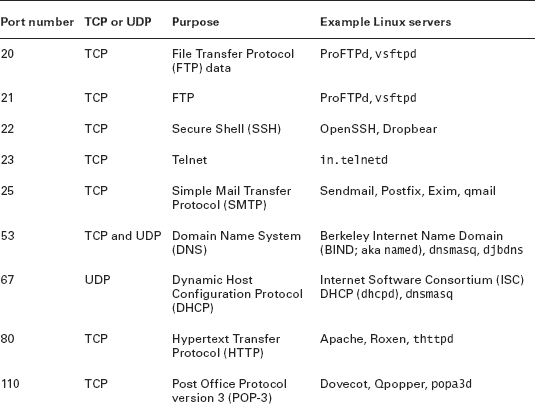 Port number TCP or UDP Purpose Example Linux servers
20 TCP File Transfer Protocol ProFTPd, vsftpd
(FTP) data
21 TCP FTP ProFTPd, vsftpd
22 TCP Secure Shell (SSH) OpenSSH, Dropbear
23 TCP Telnet in.telnetd
25 TCP Simple Mail Transfer Sendmail, Postfix, Exim, qmail
Protocol (SMTP)
53 TCP and UDP Domain Name System Berkeley Internet Name Domain
(DNS) (BIND; aka named), dnsmasq, djbdns
67 UDP Dynamic Host Internet Software Consortium (ISC)
Configuration Protocol DHCP (dhcpd), dnsmasq
(DHCP)
80 TCP Hypertext Transfer Apache, Roxen, thttpd
Protocol (HTTP)
110 TCP Post Office Protocol Dovecot, Qpopper, popa3d
version 3 (POP-3)